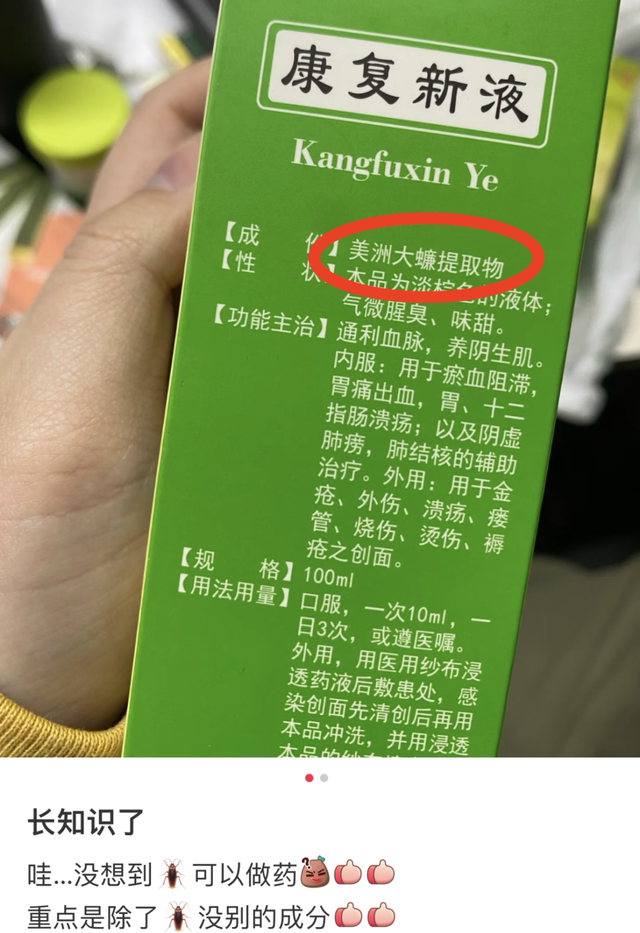 康复新液
Kangfuxin Ye
【成 份】美洲大蠊提取物
【性 状】本品为淡棕色的液体；
气微腥臭、味甜。
【功能主治】通利血脉，养阴生肌。
内服：用于瘀血阻滞，
胃痛出血，胃、十二
指肠溃疡；以及阴虚
肺痨，肺结核的辅助
治疗。外用：用于金
疮、外伤、溃疡、瘘
管、烧伤、烫伤、褥
疮之创面。
【规 格】100ml
【用法用量】口服，一次10ml，一
日3次，或遵医嘱。
外用，用医用纱布浸
透药液后敷患处，感
染创面先清创后再用
本品冲洗，并用浸透
本品的纱布
长知识了
哇...没想到🪳可以做药👍👍
重点是除了🪳没别的成分👍👍